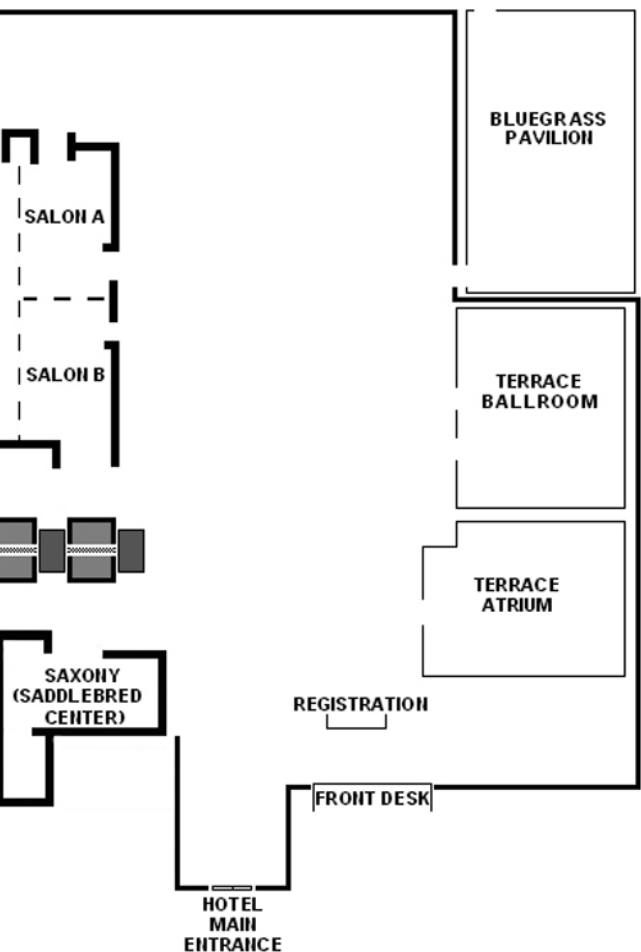 BLUEGRASS
PAVILION
SALON A
SALON B
TERRACE
BALLROOM
TERRACE
ATRIUM
SAXONY
(SADDLEBRED
CENTER)
REGISTRATION
FRONT DESK
HOTEL
MAIN
ENTRANCE